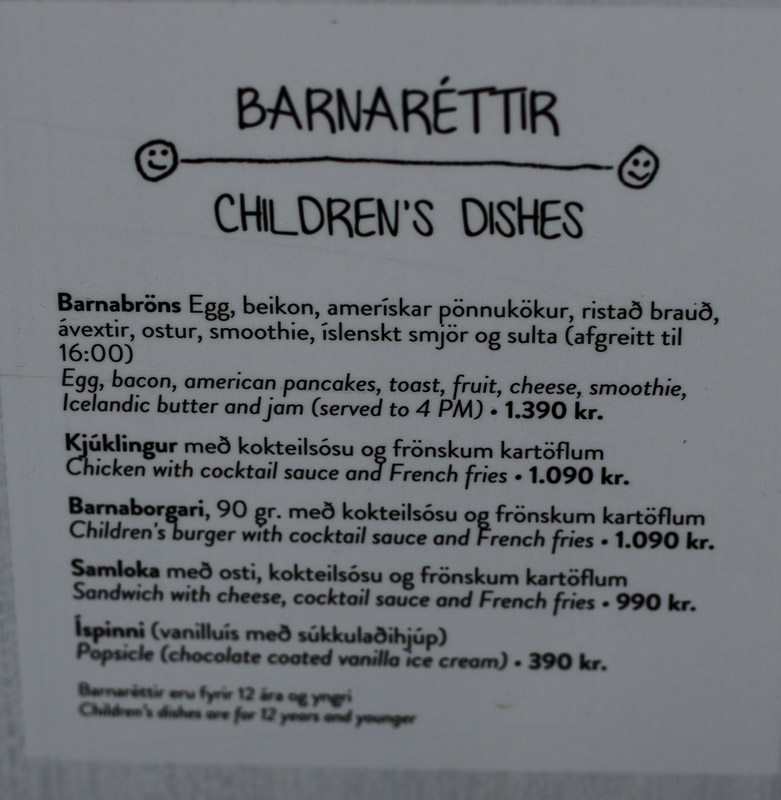 BARNARÉTTIR
CHILDREN'S DISHES
Barnabröns Egg, beikon, amerískar pönnukökur, ristað brauð,
ávextir, ostur, smoothie, íslenskt smjör og sulta (afgreitt til
16:00)
Egg, bacon, american pancakes, toast, fruit, cheese, smoothie,
Icelandic butter and jam (served to 4 PM) • 1.390 kr.
Kjúklingur með kokteilsósu og frönskum kartöflum
Chicken with cocktail sauce and French fries • 1.090 kr.
Barnaborgari, 90 gr. með kokteilsósu og frönskum kartöflum
Children's burger with cocktail sauce and French fries • 1.090 kr.
Samloka með osti, kokteilsósu og frönskum kartöflum
Sandwich with cheese, cocktail sauce and French fries • 990 kr.
Íspinni (vanilluís með súkkulaðihjúp)
Popsicle (chocolate coated vanilla ice cream) • 390 kr.
Barnaréttir eru fyrir 12 ára og yngri
Children's dishes are for 12 years and younger